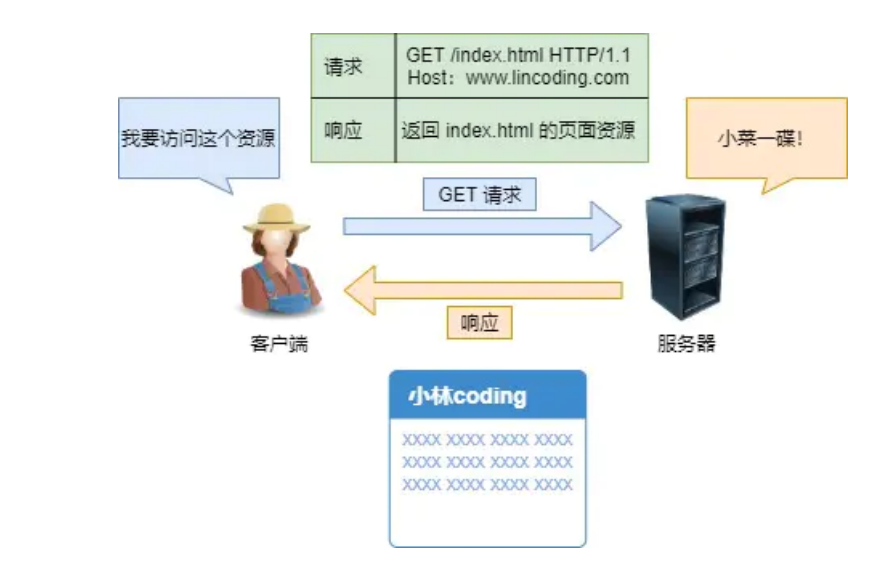 请求
GET /index.html HTTP/1.1
Host：www.lincoding.com
响应
返回 index.html 的页面资源
我要访问这个资源
小菜一碟！
GET 请求
响应
客户端
服务器
小林coding
XXXX XXXX XXXX XXXX
XXXX XXXX XXXX XXXX
XXXX XXXX XXXX XXXX